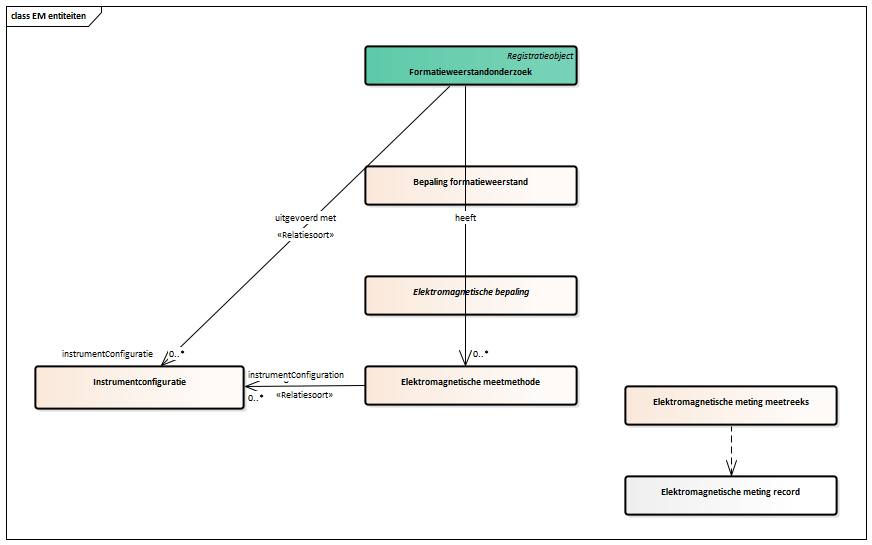 class EM entiteiten
Registratieobject
Formatieweerstandonderzoek
Bepaling formatieweerstand
uitgevoerd met
heeft
«Relatiesoort»
Elektromagnetische bepaling
instrumentConfiguratie
0..*
0..*
instrumentConfiguration
Instrumentconfiguratie
Elektromagnetische meetmethode
0..*
«Relatiesoort»
Elektromagnetische meting meetreeks
Elektromagnetische meting record